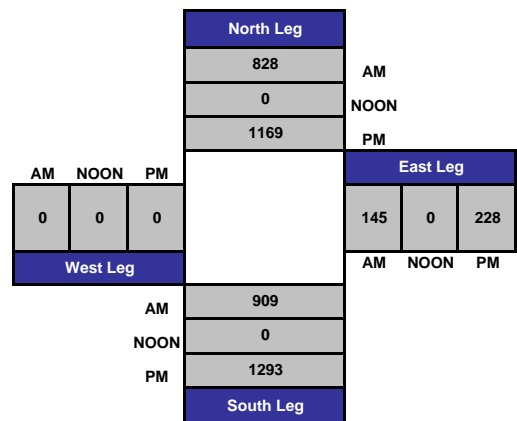 North Leg
828 AM
0 NOON
1169 PM
AM NOON PM East Leg
0 0 0 145 0 228
West Leg AM NOON PM
AM 909
NOON 0
PM 1293
South Leg